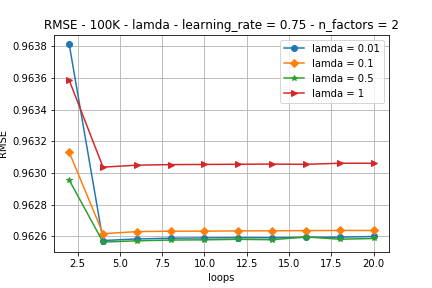 RMSE - 100K - lamda - learning_rate = 0.75 - n_factors = 2
lamda = 0.01
lamda = 0.1
lamda = 0.5
lamda = 1
0.9638
0.9636
0.9634
0.9632
0.9630
0.9628
0.9626
RMSE
2.5 5.0 7.5 10.0 12.5 15.0 17.5 20.0
loops